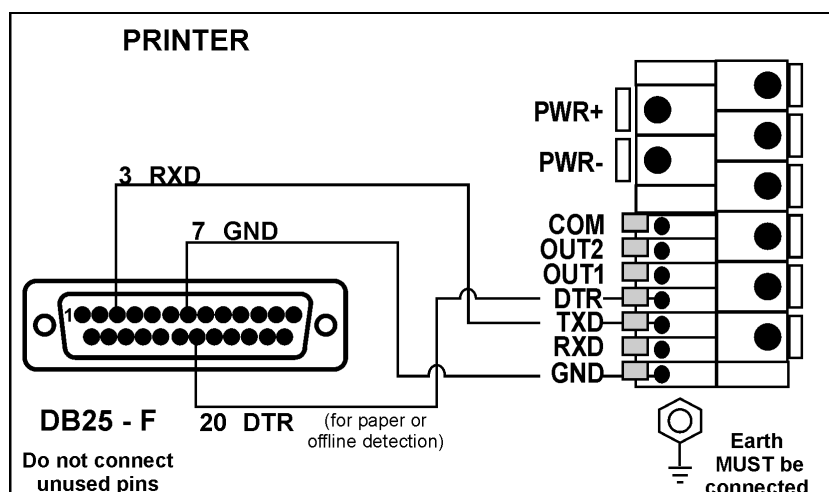 PRINTER
PWR+
PWR-
3 RXD
7 GND
COM
OUT2
OUT1
DTR
TXD
RXD
GND
1
DB25 - F
20 DTR
(for paper or
offline detection)
Do not connect
unused pins
Earth
MUST be
connected